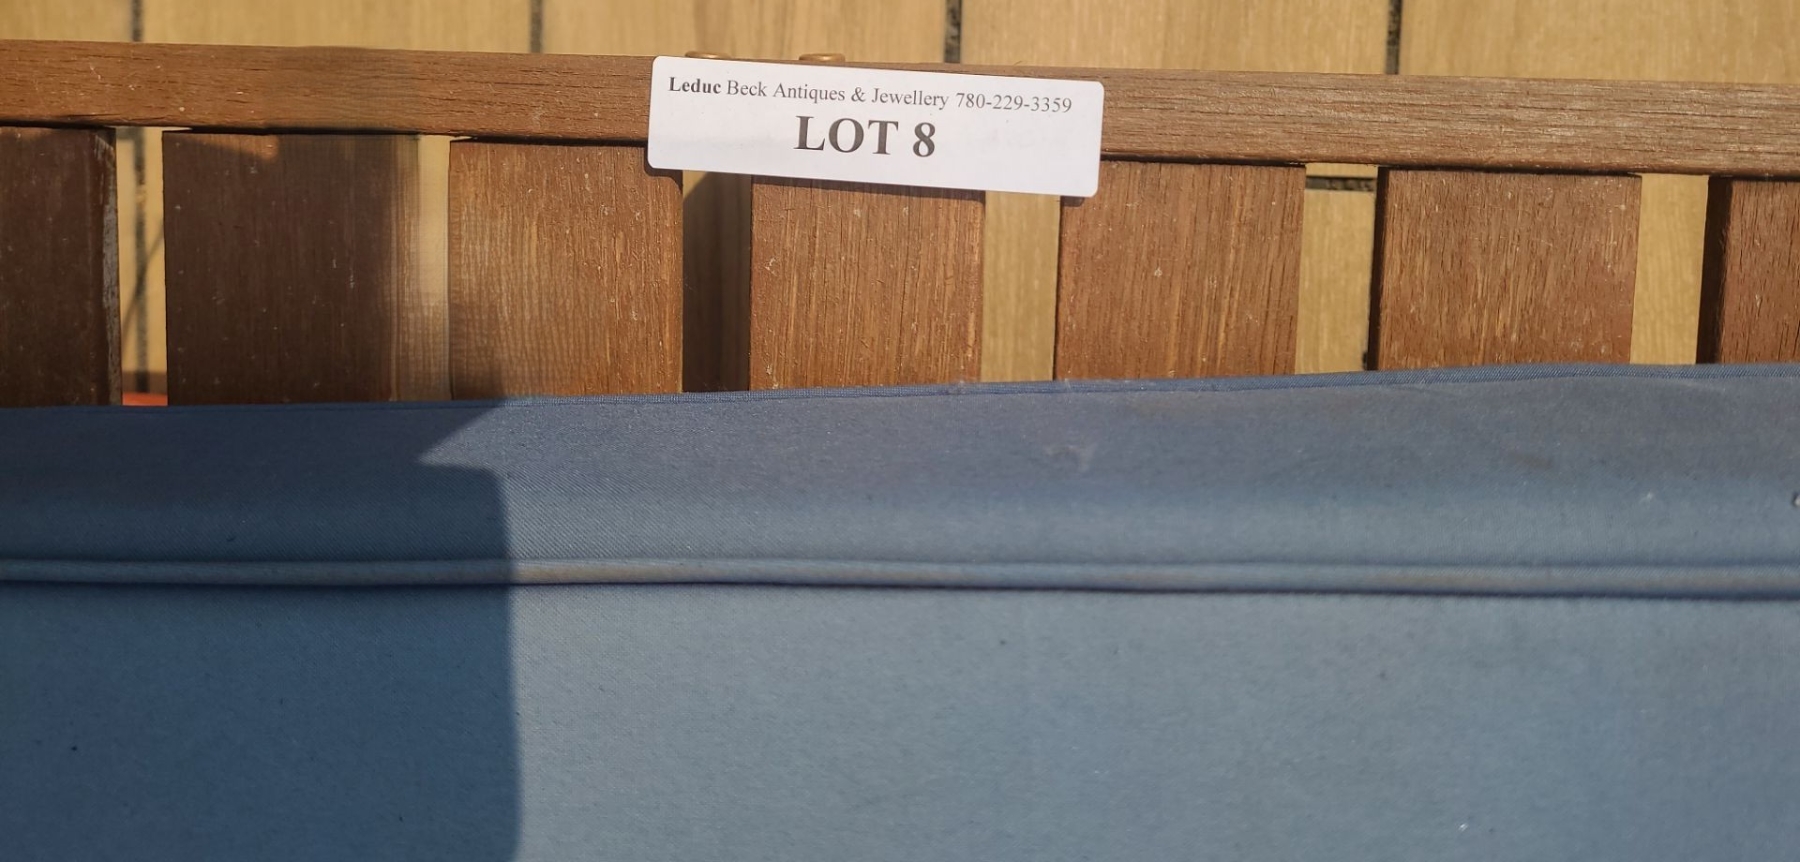 Leduc Beck Antiques & Jewellery 780-229-3359
LOT 8